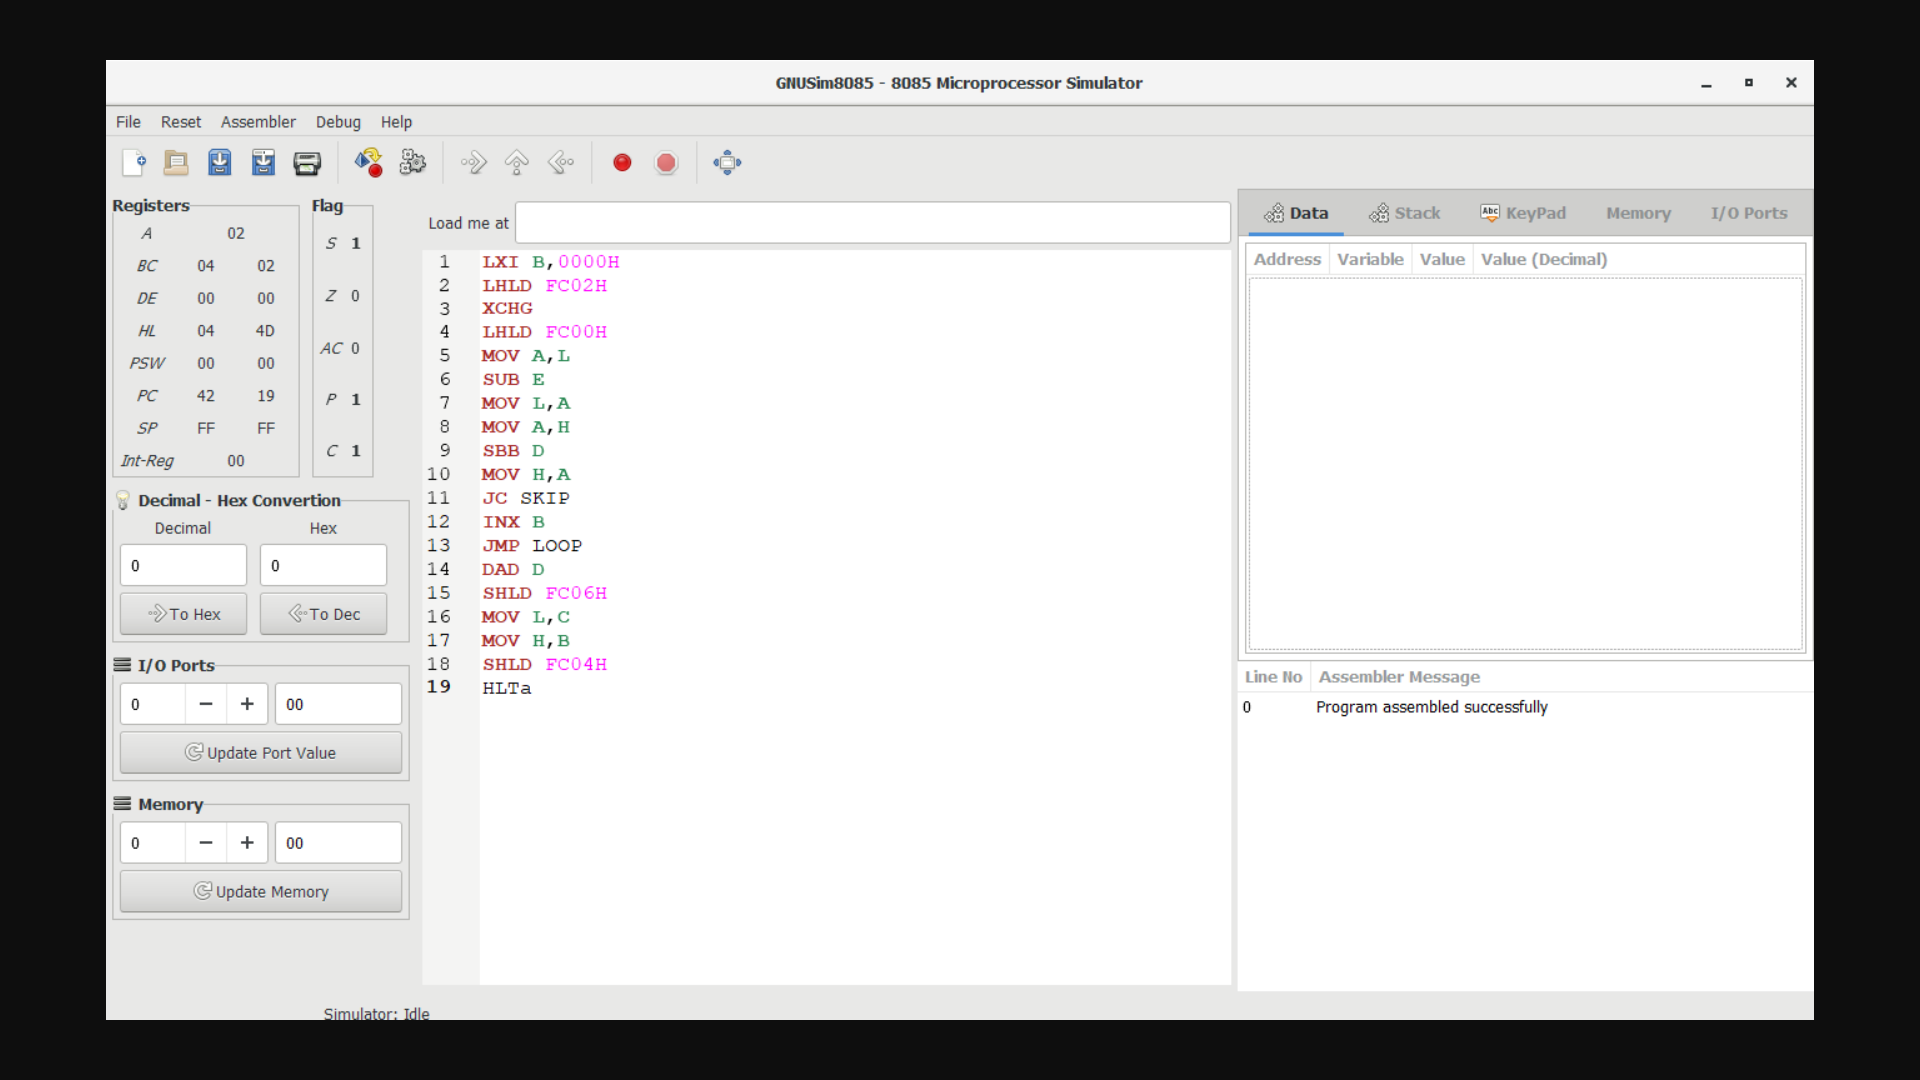 GNUSim8085 - 8085 Microprocessor Simulator
File Reset Assembler Debug Help
Registers
A 02
BC 04 02
DE 00 00
HL 04 4D
PSW 00 00
PC 42 19
SP FF FF
Int-Reg 00
Flag
S 1
Z 0
AC 0
P 1
C 1
Decimal - Hex Convertion
Decimal Hex
0 0
To Hex To Dec
I/O Ports
0 − + 00
Update Port Value
Memory
0 − + 00
Update Memory
Load me at
1 LXI B,0000H
2 LHLD FC02H
3 XCHG
4 LHLD FC00H
5 MOV A,L
6 SUB E
7 MOV L,A
8 MOV A,H
9 SBB D
10 MOV H,A
11 JC SKIP
12 INX B
13 JMP LOOP
14 DAD D
15 SHLD FC06H
16 MOV L,C
17 MOV H,B
18 SHLD FC04H
19 HLTa
Data Stack Abc KeyPad Memory I/O Ports
Address Variable Value Value (Decimal)
Line No Assembler Message
0 Program assembled successfully
Simulator: Idle